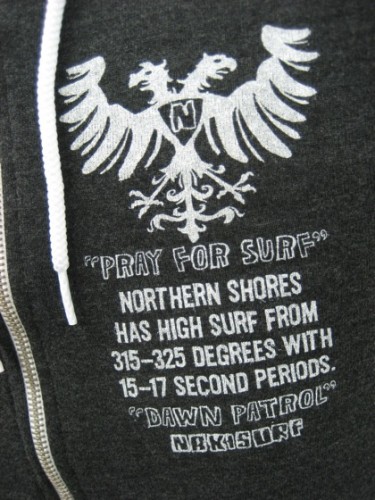 N
"PRAY FOR SURF"
NORTHERN SHORES
HAS HIGH SURF FROM
315-325 DEGREES WITH
15-17 SECOND PERIODS.
"DAWN PATROL"
NAKISURF